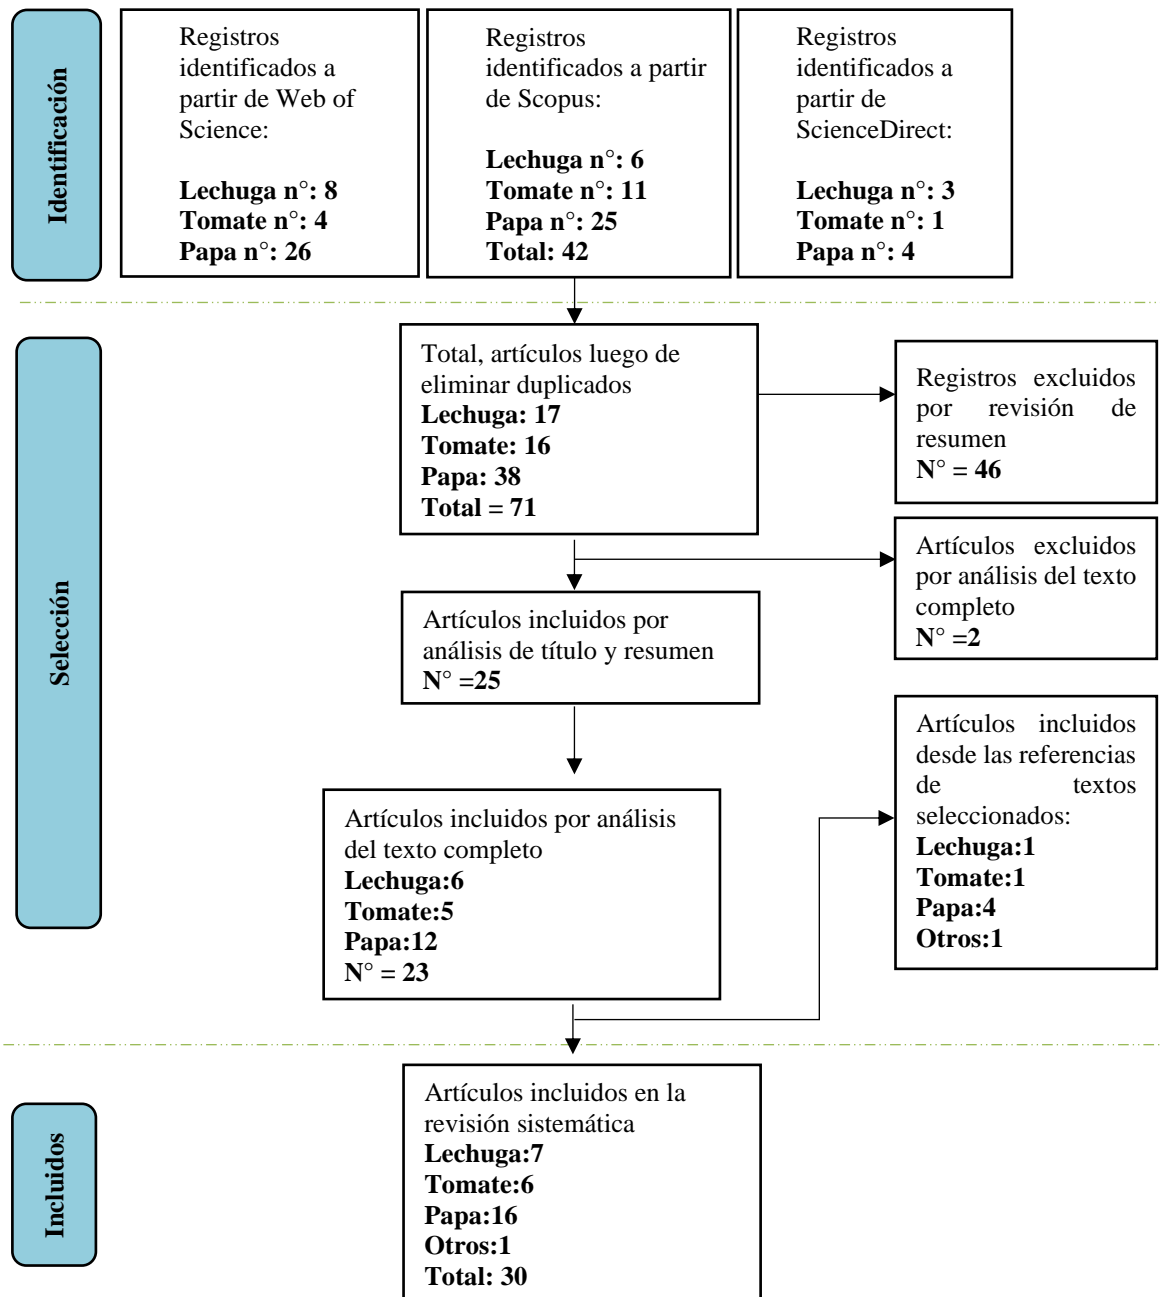 Identificación
Registros
identificados a
partir de Web of
Science:
Lechuga n°: 8
Tomate n°: 4
Papa n°: 26
Registros
identificados a partir
de Scopus:
Lechuga n°: 6
Tomate n°: 11
Papa n°: 25
Total: 42
Registros
identificados a
partir de
ScienceDirect:
Lechuga n°: 3
Tomate n°: 1
Papa n°: 4
Selección
Total, artículos luego de
eliminar duplicados
Lechuga: 17
Tomate: 16
Papa: 38
Total = 71
Registros excluidos
por revisión de
resumen
N° = 46
Artículos excluidos
por análisis del texto
completo
N° =2
Artículos incluidos por
análisis de título y resumen
N° =25
Artículos incluidos
desde las referencias
de textos
seleccionados:
Lechuga:1
Tomate:1
Papa:4
Otros:1
Artículos incluidos por análisis
del texto completo
Lechuga:6
Tomate:5
Papa:12
N° = 23
Incluidos
Artículos incluidos en la
revisión sistemática
Lechuga:7
Tomate:6
Papa:16
Otros:1
Total: 30